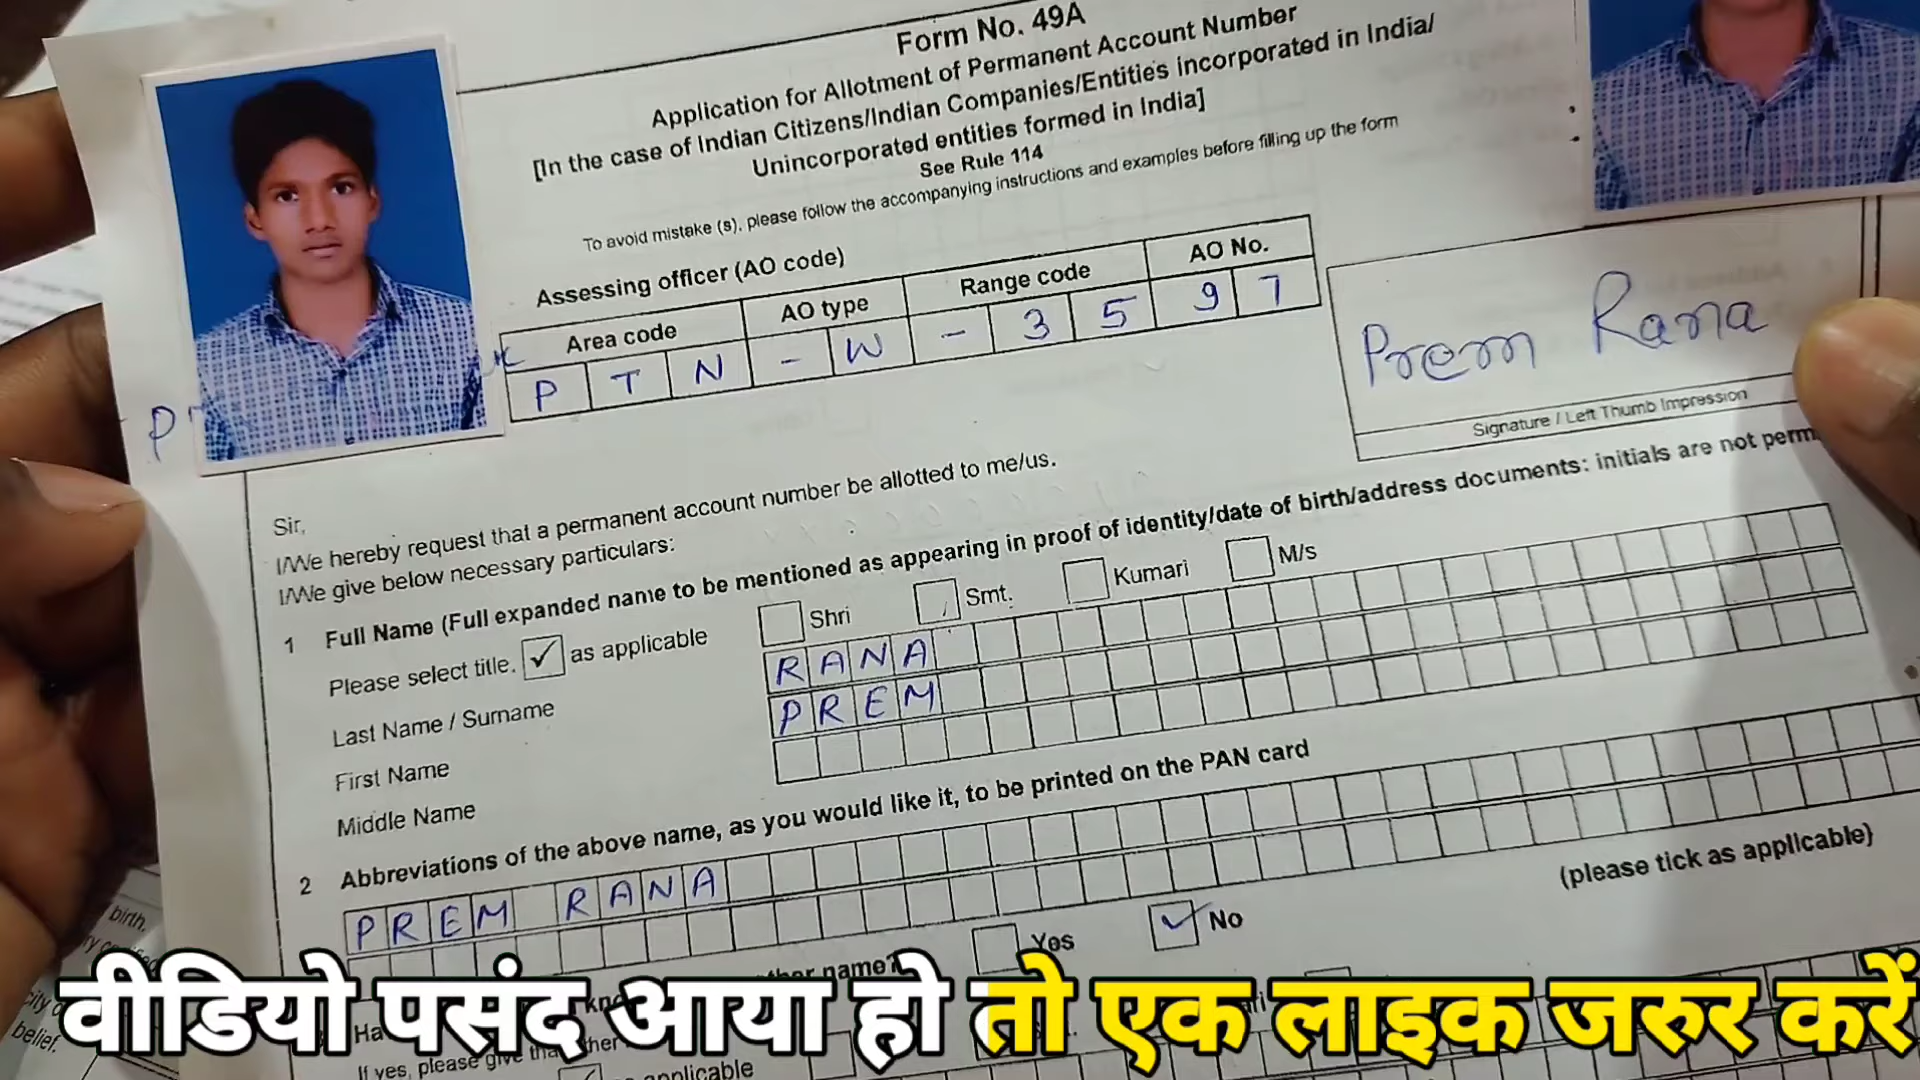 Form No. 49A
Application for Allotment of Permanent Account Number
[In the case of Indian Citizens/Indian Companies/Entities incorporated in India/
Unincorporated entities formed in India]
See Rule 114
To avoid mistake (s), please follow the accompanying instructions and examples before filling up the form
Assessing officer (AO code)
Area code AO type Range code AO No.
P T N - W - 3 5 9 7
Prem Rana
Signature / Left Thumb Impression
Sir,
I/We hereby request that a permanent account number be allotted to me/us.
I/We give below necessary particulars:
1 Full Name (Full expanded name to be mentioned as appearing in proof of identity/date of birth/address documents: initials are not
Please select title. ✓ as applicable Shri Smt. Kumari M/s
Last Name / Surname RANA
First Name PREM
Middle Name
2 Abbreviations of the above name, as you would like it, to be printed on the PAN card
PREM RANA
name? Yes ✓ No (please tick as applicable)
If yes, please give
applicable
birth.
belief.
वीडियो पसंद आया हो तो एक लाइक जरुर करें